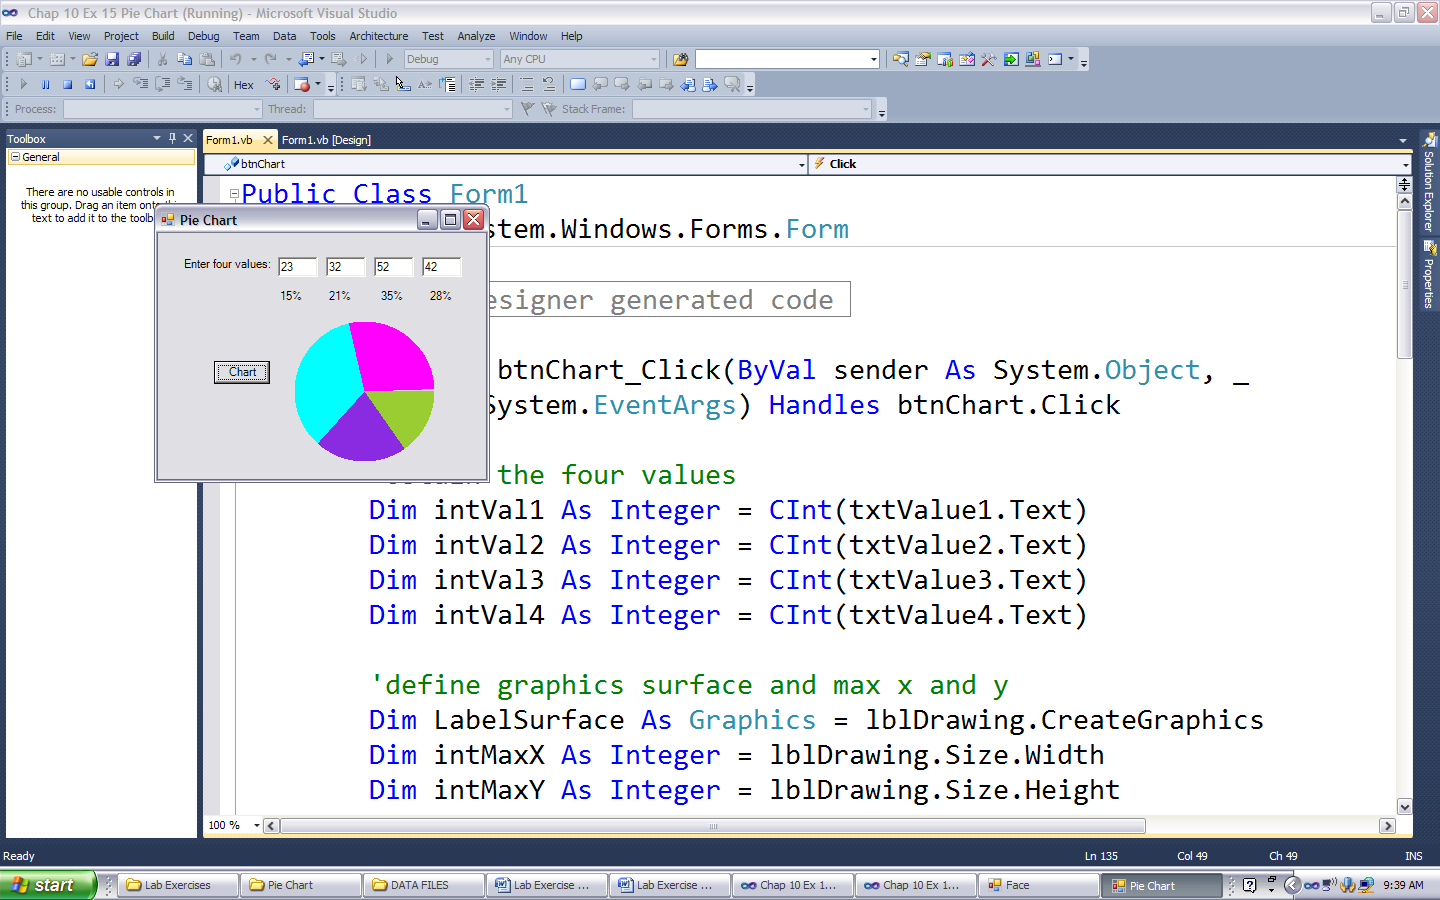 Chap 10 Ex 15 Pie Chart (Running) - Microsoft Visual Studio
File Edit View Project Build Debug Team Data Tools Architecture Test Analyze Window Help
Debug Any CPU
Hex
Process: Thread: Stack Frame:
Toolbox
General
There are no usable controls in
this group. Drag an item onto this
text to add it to the toolb
Form1.vb Form1.vb [Design]
btnChart Click
Public Class Form1
stem.Windows.Forms.Form
esigner generated code
btnChart_Click(ByVal sender As System.Object, _
System.EventArgs) Handles btnChart.Click
the four values
Dim intVal1 As Integer = CInt(txtValue1.Text)
Dim intVal2 As Integer = CInt(txtValue2.Text)
Dim intVal3 As Integer = CInt(txtValue3.Text)
Dim intVal4 As Integer = CInt(txtValue4.Text)
'define graphics surface and max x and y
Dim LabelSurface As Graphics = lblDrawing.CreateGraphics
Dim intMaxX As Integer = lblDrawing.Size.Width
Dim intMaxY As Integer = lblDrawing.Size.Height
Pie Chart
Enter four values: 23 32 52 42
15% 21% 35% 28%
Chart
Solution Explorer
Properties
100 %
Ready Ln 135 Col 49 Ch 49 INS
start Lab Exercises Pie Chart DATA FILES Lab Exercise ... Lab Exercise ... Chap 10 Ex 1... Chap 10 Ex 1... Face Pie Chart 9:39 AM